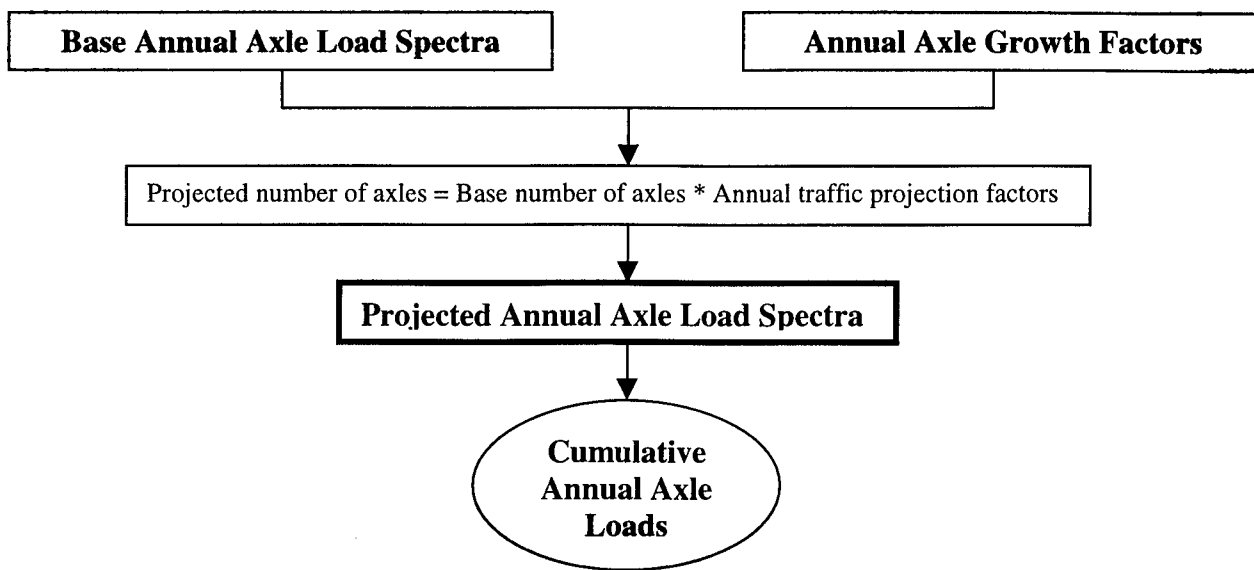 Base Annual Axle Load Spectra
Annual Axle Growth Factors
Projected number of axles = Base number of axles * Annual traffic projection factors
Projected Annual Axle Load Spectra
Cumulative
Annual Axle
Loads